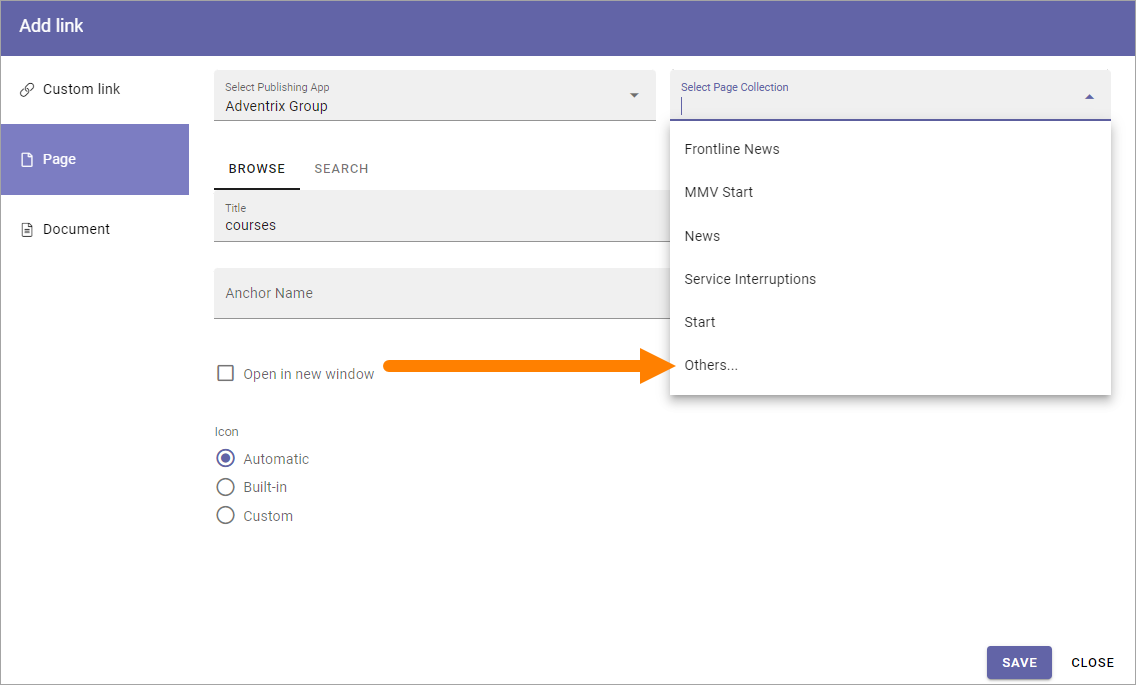 Add link
Custom link
Page
Document
Select Publishing App
Adventrix Group
Select Page Collection
BROWSE
SEARCH
Title
courses
Anchor Name
Open in new window
Icon
Automatic
Built-in
Custom
Frontline News
MMV Start
News
Service Interruptions
Start
Others...
SAVE
CLOSE